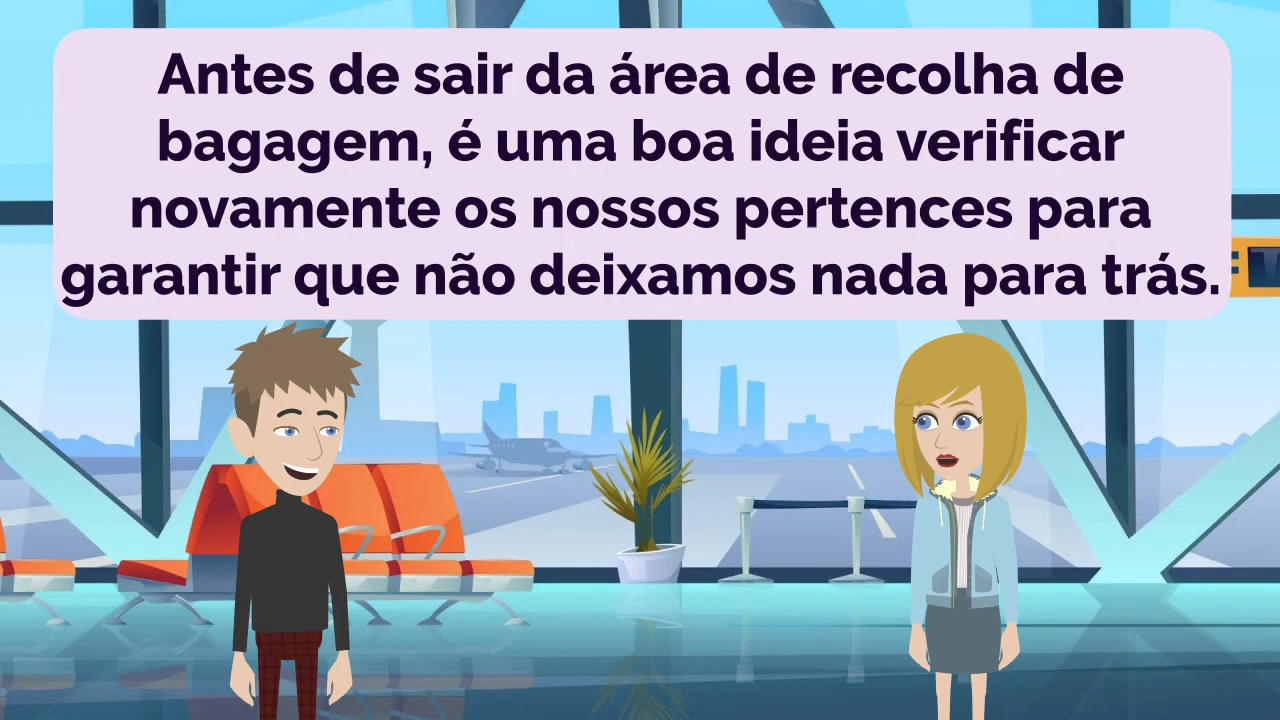 Antes de sair da área de recolha de
bagagem, é uma boa ideia verificar
novamente os nossos pertences para
garantir que não deixamos nada para trás.